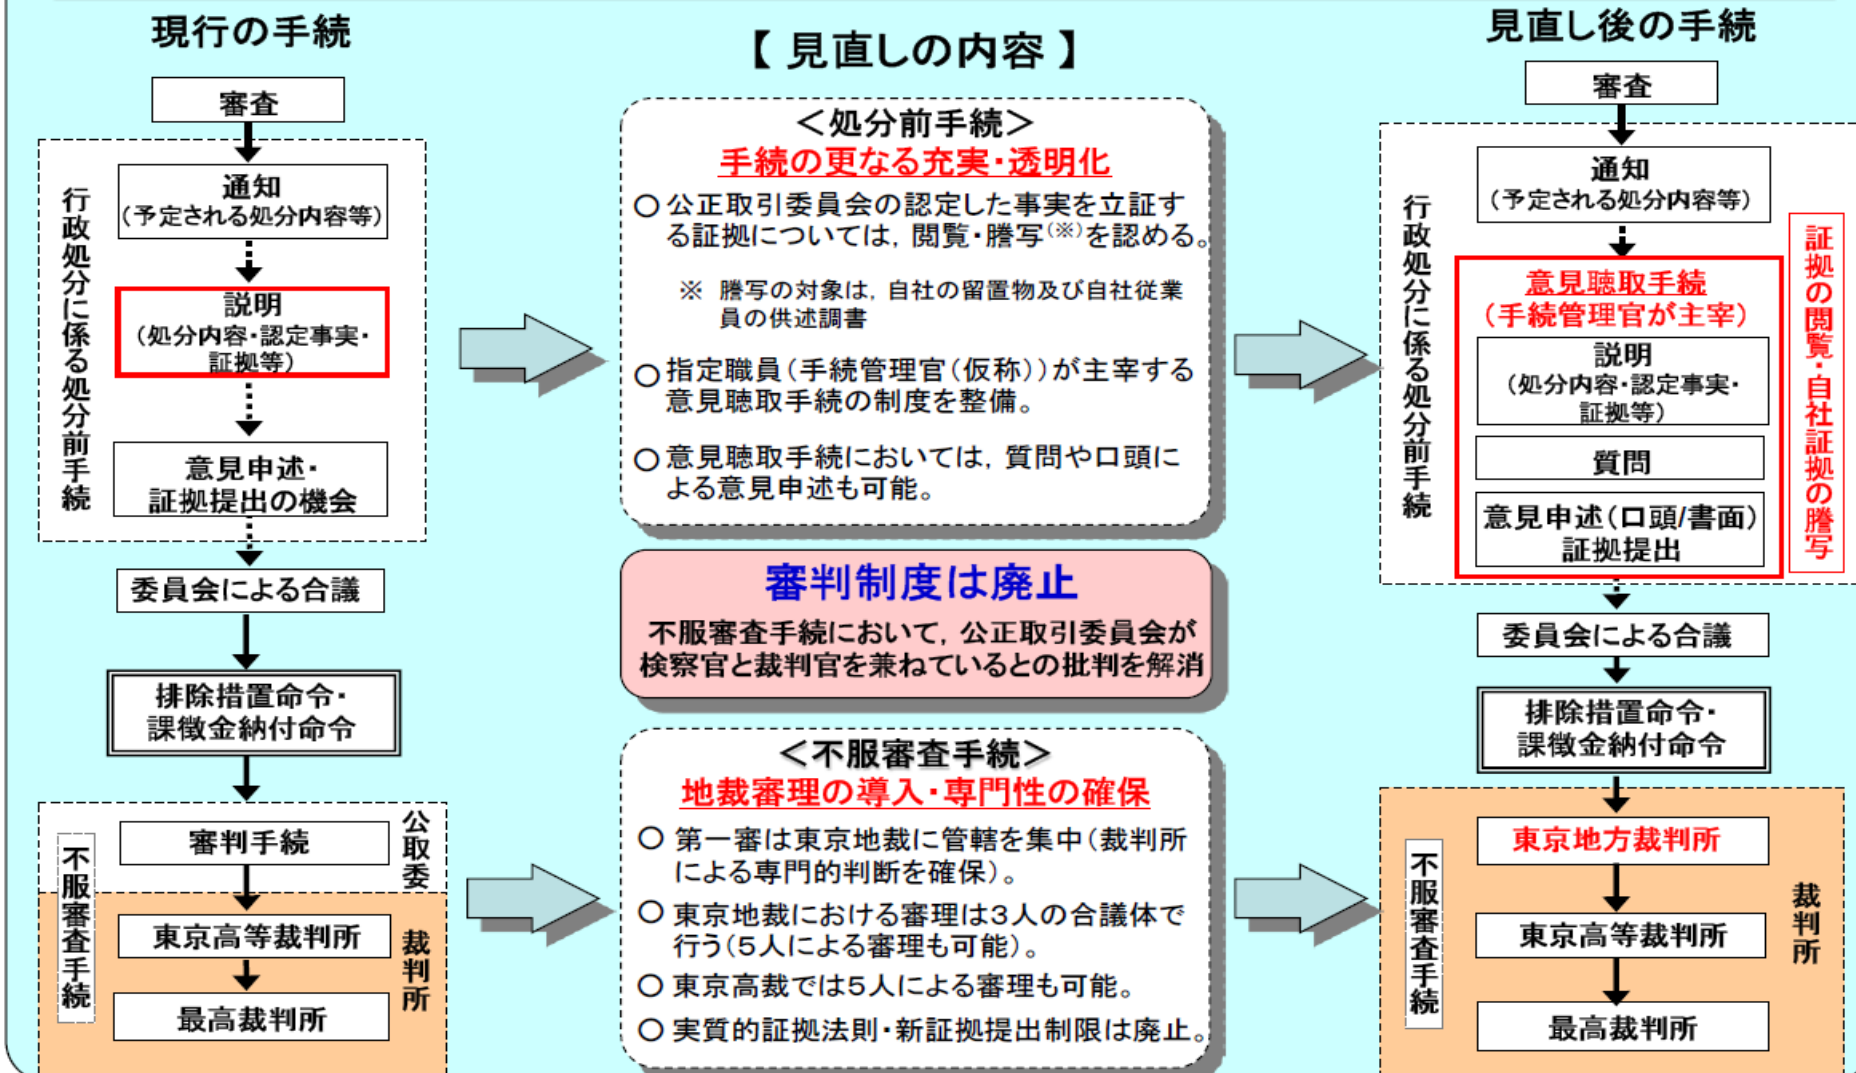 現行の手続
審査
行政処分に係る処分前手続
通知
(予定される処分内容等)
説明
(処分内容・認定事実・
証拠等)
意見申述・
証拠提出の機会
委員会による合議
排除措置命令・
課徴金納付命令
不服審査手続
公取委
審判手続
裁判所
東京高等裁判所
最高裁判所
【 見直しの内容 】
＜処分前手続＞
手続の更なる充実・透明化
○ 公正取引委員会の認定した事実を立証す
る証拠については, 閲覧・謄写(※)を認める。
※ 謄写の対象は, 自社の留置物及び自社従業
員の供述調書
○ 指定職員(手続管理官(仮称))が主宰する
意見聴取手続の制度を整備。
○ 意見聴取手続においては, 質問や口頭に
よる意見申述も可能。
審判制度は廃止
不服審査手続において, 公正取引委員会が
検察官と裁判官を兼ねているとの批判を解消
＜不服審査手続＞
地裁審理の導入・専門性の確保
○ 第一審は東京地裁に管轄を集中(裁判所
による専門的判断を確保)。
○ 東京地裁における審理は3人の合議体で
行う(5人による審理も可能)。
○ 東京高裁では5人による審理も可能。
○ 実質的証拠法則・新証拠提出制限は廃止。
見直し後の手続
審査
行政処分に係る処分前手続
通知
(予定される処分内容等)
意見聴取手続
(手続管理官が主宰)
説明
(処分内容・認定事実・
証拠等)
質問
意見申述(口頭/書面)
証拠提出
証拠の閲覧・自社証拠の謄写
委員会による合議
排除措置命令・
課徴金納付命令
不服審査手続
裁判所
東京地方裁判所
東京高等裁判所
最高裁判所